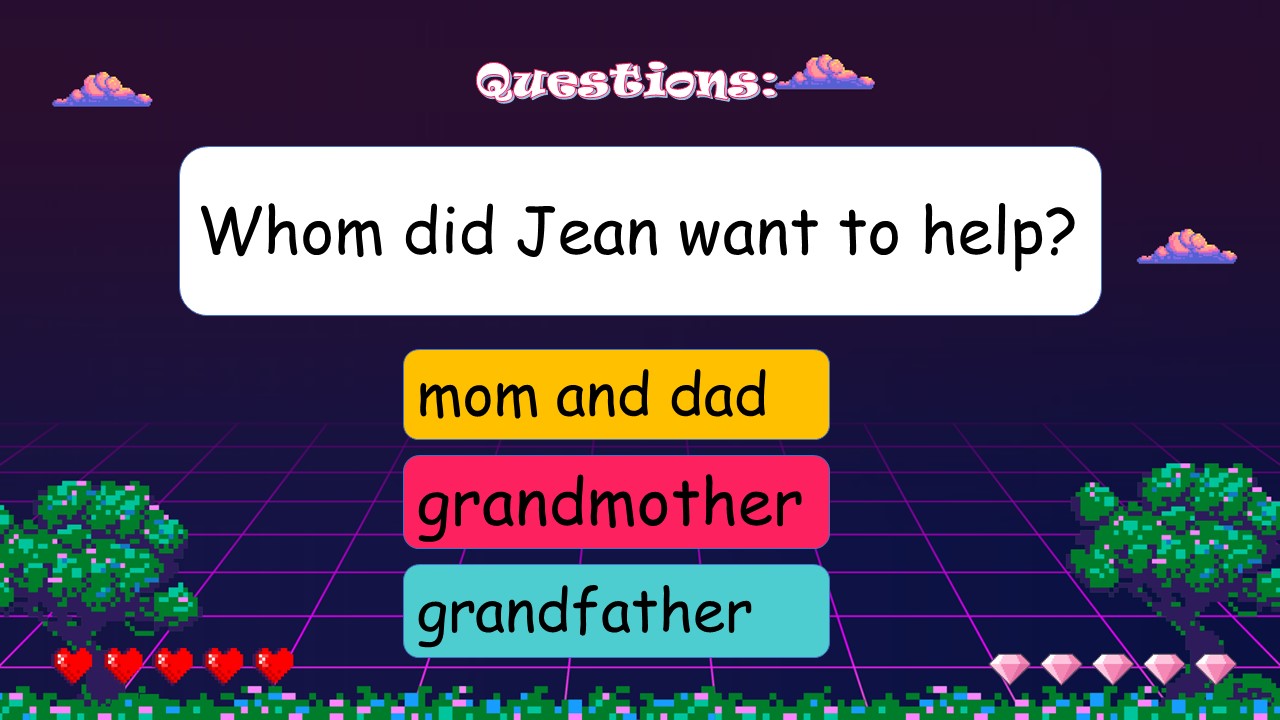 Questions:
Whom did Jean want to help?
mom and dad
grandmother
grandfather